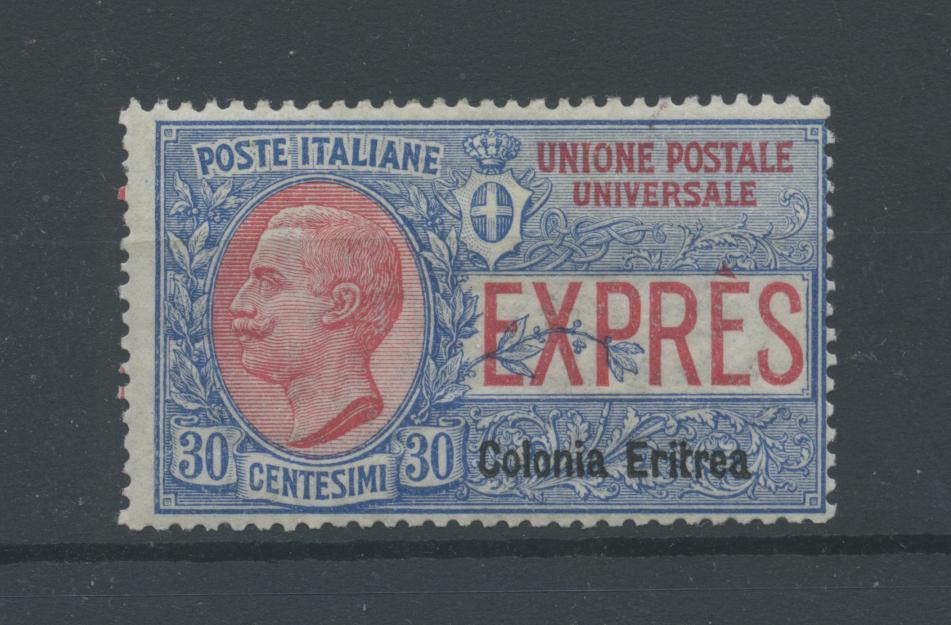 POSTE ITALIANE
UNIONE POSTALE
UNIVERSALE
EXPRÈS
30 CENTESIMI 30
Colonia Eritrea